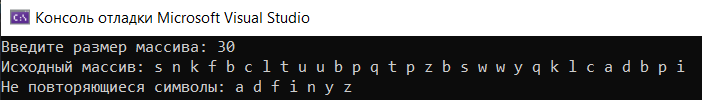 Консоль отладки Microsoft Visual Studio
Введите размер массива: 30
Исходный массив: s n k f b c l t u u b p q t p z b s w w y q k l c a d b p i
Не повторяющиеся символы: a d f i n y z